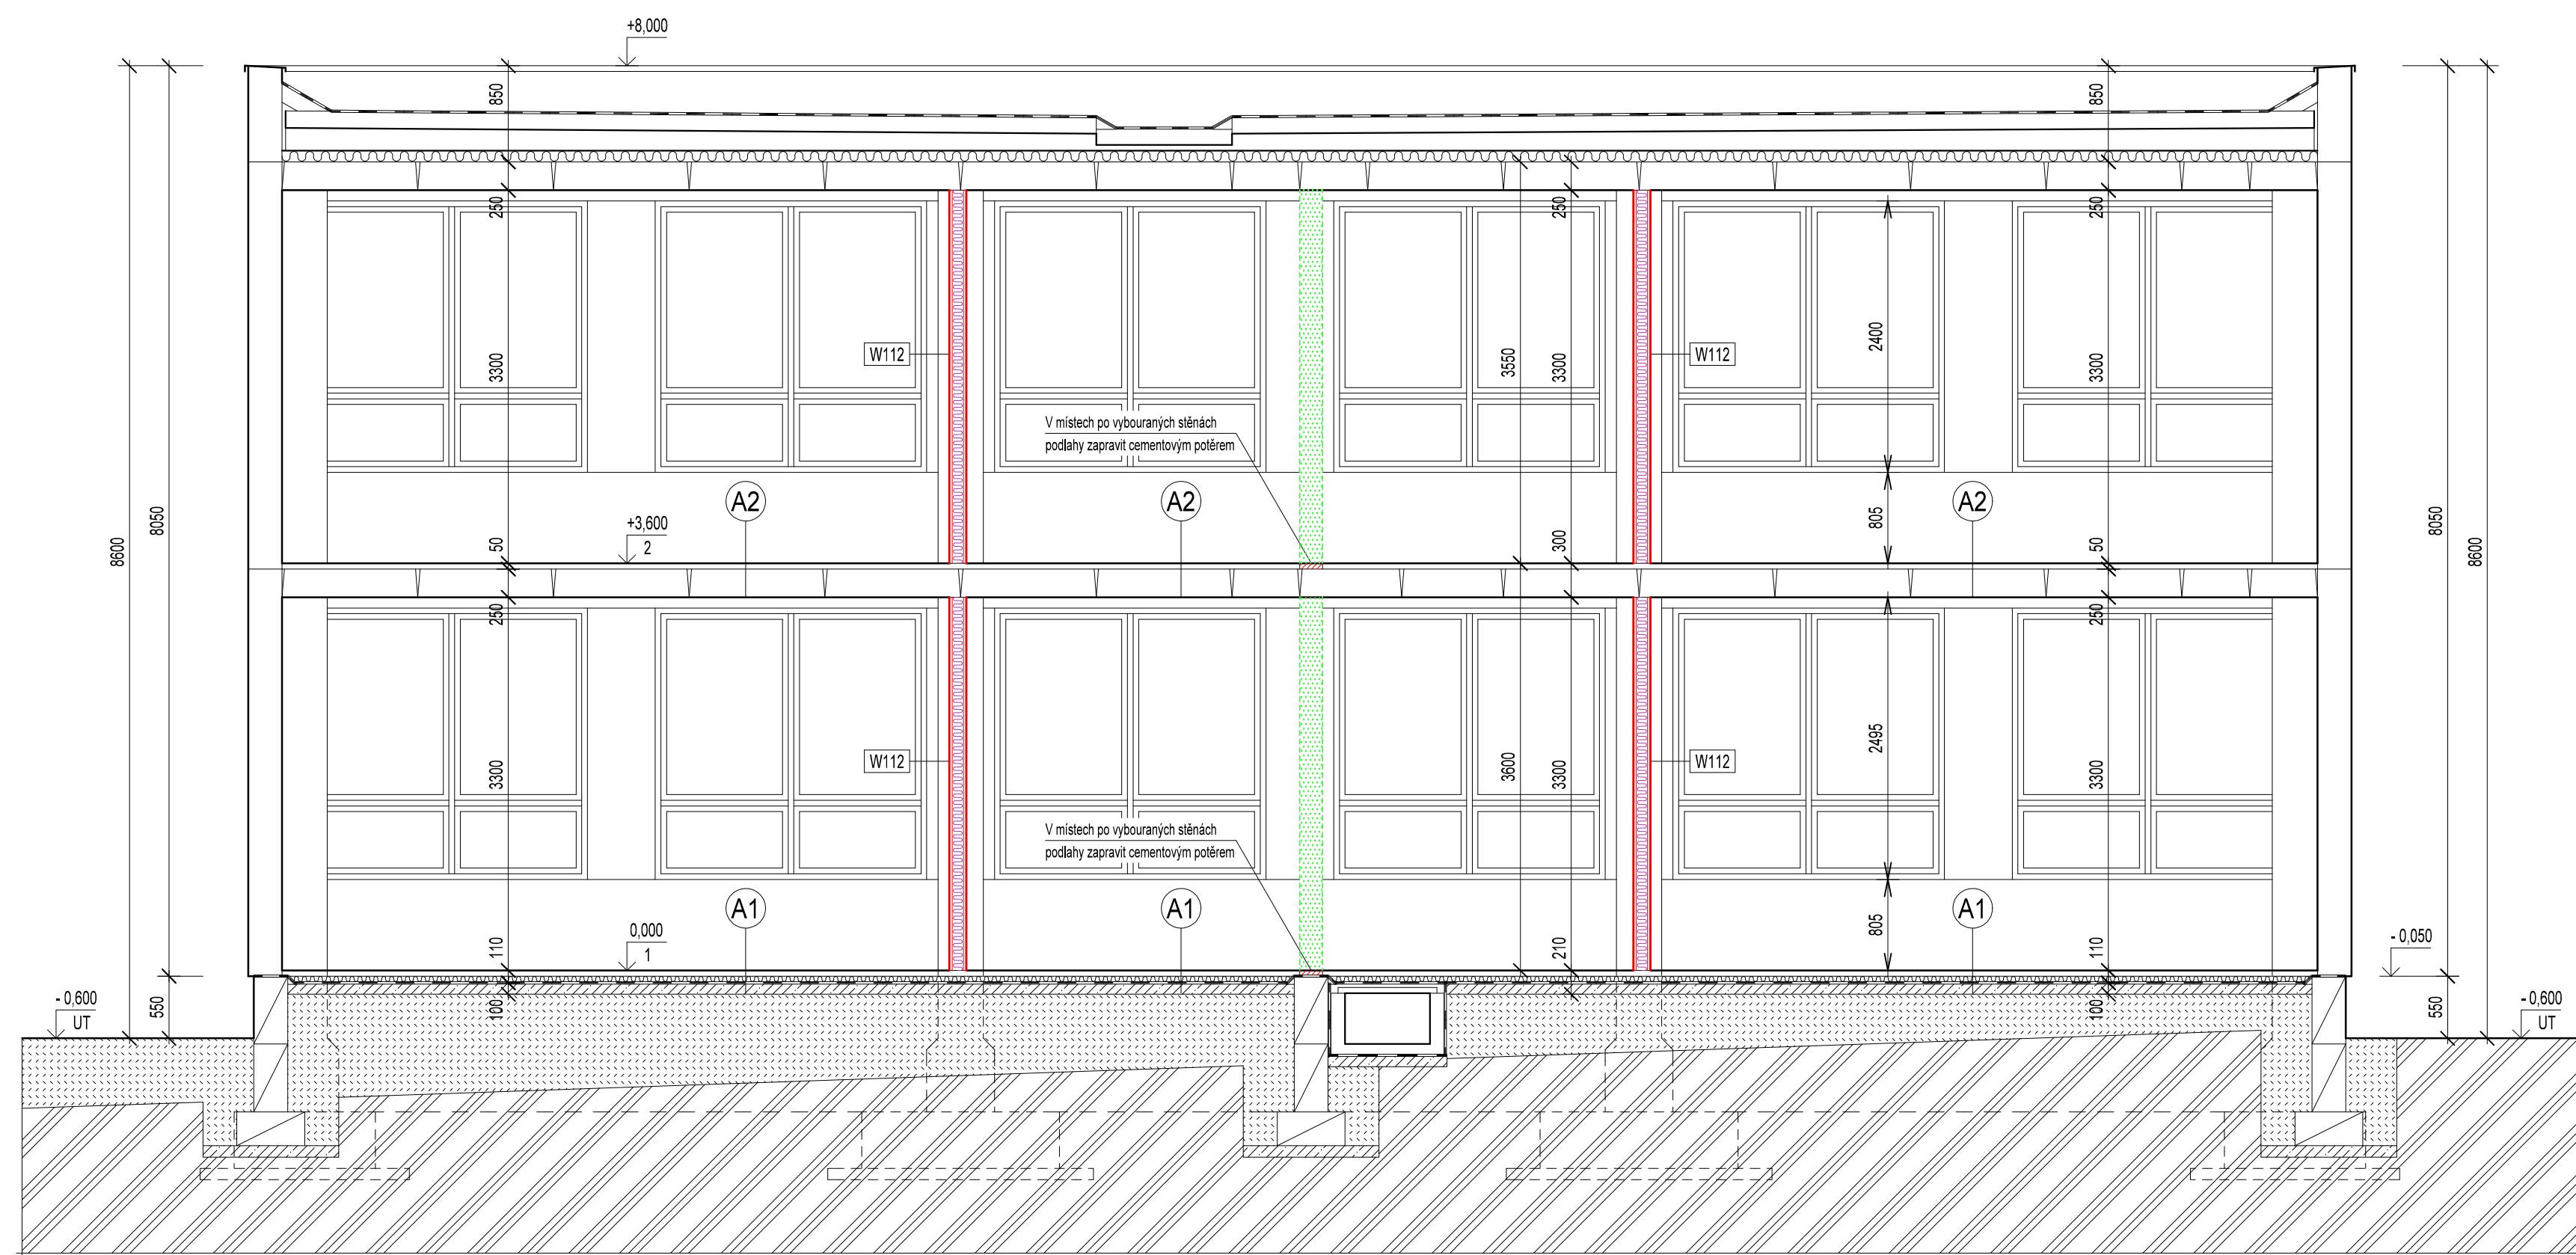 +8,000
850
850
250
250
250
W112
W112
3300
3550
3300
2400
3300
V místech po vybouraných stěnách
podlahy zapravit cementovým potěrem
A2
A2
A2
8600
8050
+3,600
2
50
300
805
50
8050
8600
250
250
W112
W112
3300
3600
3300
2495
3300
V místech po vybouraných stěnách
podlahy zapravit cementovým potěrem
A1
A1
A1
0,000
1
110
210
805
110
- 0,050
- 0,600
UT
550
100
100
550
- 0,600
UT